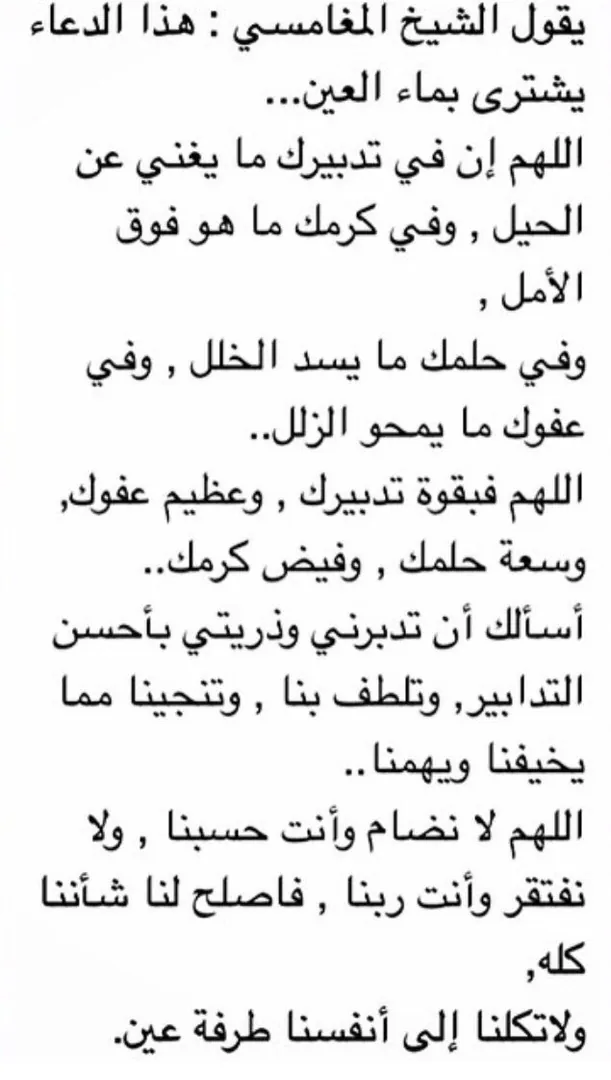 يقول الشيخ المغامسي : هذا الدعاء
يشترى بماء العين...
اللهم إن في تدبيرك ما يغني عن
الحيل , وفي كرمك ما هو فوق
الأمل ,
وفي حلمك ما يسد الخلل , وفي
عفوك ما يمحو الزلل..
اللهم فبقوة تدبيرك , وعظيم عفوك,
وسعة حلمك , وفيض كرمك..
أسألك أن تدبرني وذريتي بأحسن
التدابير, وتلطف بنا , وتنجينا مما
يخيفنا ويهمنا..
اللهم لا نضام وأنت حسبنا , ولا
نفتقر وأنت ربنا , فاصلح لنا شأننا
كله,
ولاتكلنا إلى أنفسنا طرفة عين.